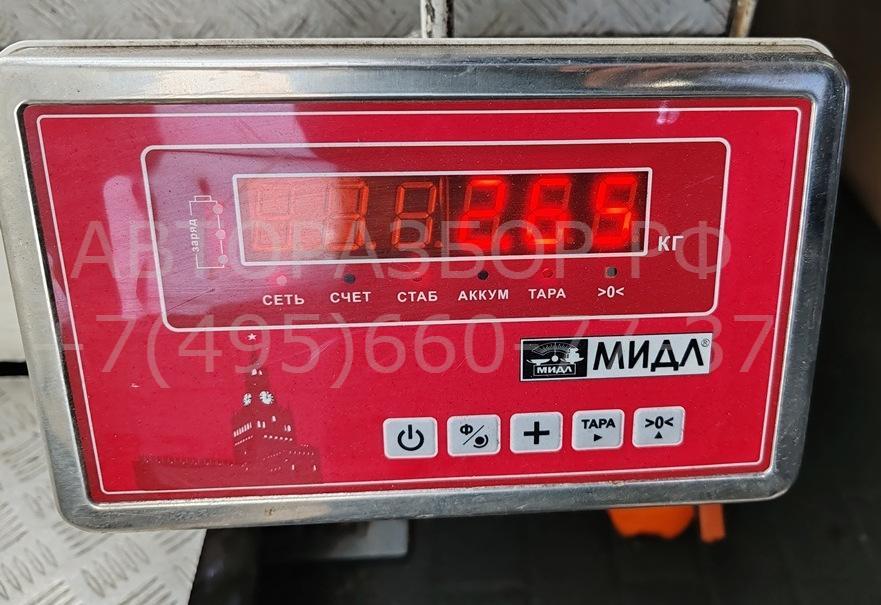 заряд
КГ
АВТОРАЗБОР.РФ
СЕТЬ СЧЕТ СТАБ АККУМ ТАРА >0<
+7(495)660-77-37
МИДЛ МИДЛ®
Ф ТАРА >0<